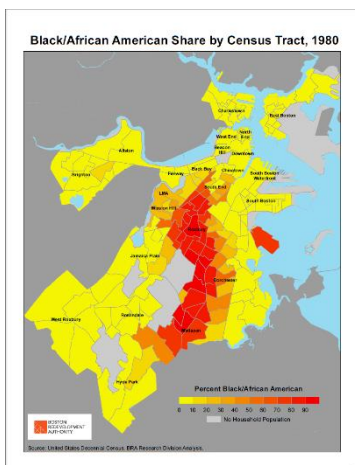 Black/African American Share by Census Tract, 1980
Charlestown
East Boston
West End
North
End
Beacon
Hill
Downtown
Allston
Brighton
Back Bay
Fenway
Chinatown
South Boston
Waterfront
LMA
South End
South Boston
Mission Hill
Roxbury
Jamaica Plain
Dorchester
West Roxbury
Roslindale
Mattapan
Hyde Park
Percent Black/African American
0 10 20 30 40 50 60 70 80 90
No Household Population
BOSTON
REDEVELOPMENT
AUTHORITY
Source: United States Decennial Census, BRA Research Division Analysis.